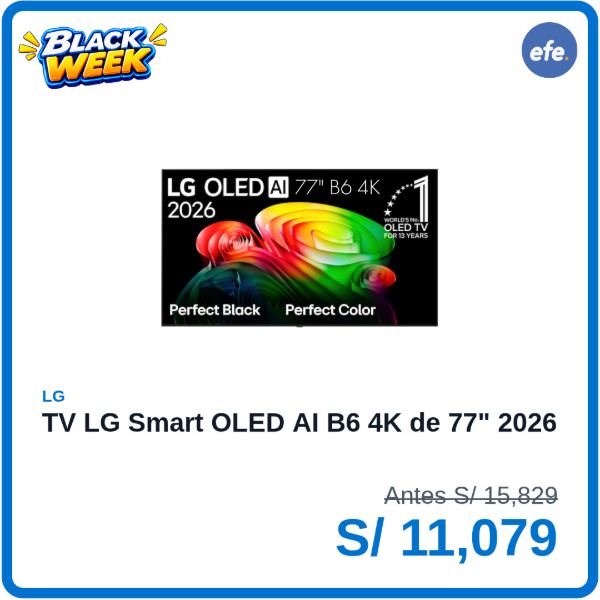 BLACK
WEEK
efe.
LG OLED AI 77" B6 4K
2026
1
WORLD'S No.
OLED TV
FOR 13 YEARS
Perfect Black Perfect Color
LG
TV LG Smart OLED AI B6 4K de 77" 2026
Antes S/ 15,829
S/ 11,079